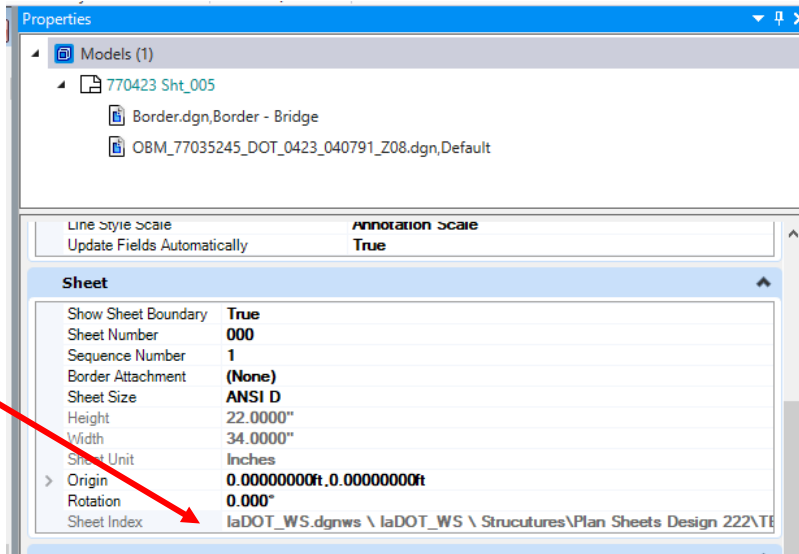 Properties
Models (1)
770423 Sht_005
Border.dgn,Border - Bridge
OBM_77035245_DOT_0423_040791_Z08.dgn,Default
Line Style Scale Annotation Scale
Update Fields Automatically True
Sheet
Show Sheet Boundary True
Sheet Number 000
Sequence Number 1
Border Attachment (None)
Sheet Size ANSI D
Height 22.0000"
Width 34.0000"
Sheet Unit Inches
Origin 0.00000000ft,0.00000000ft
Rotation 0.000°
Sheet Index IaDOT_WS.dgnws \ IaDOT_WS \ Strucutures\Plan Sheets Design 222\TE